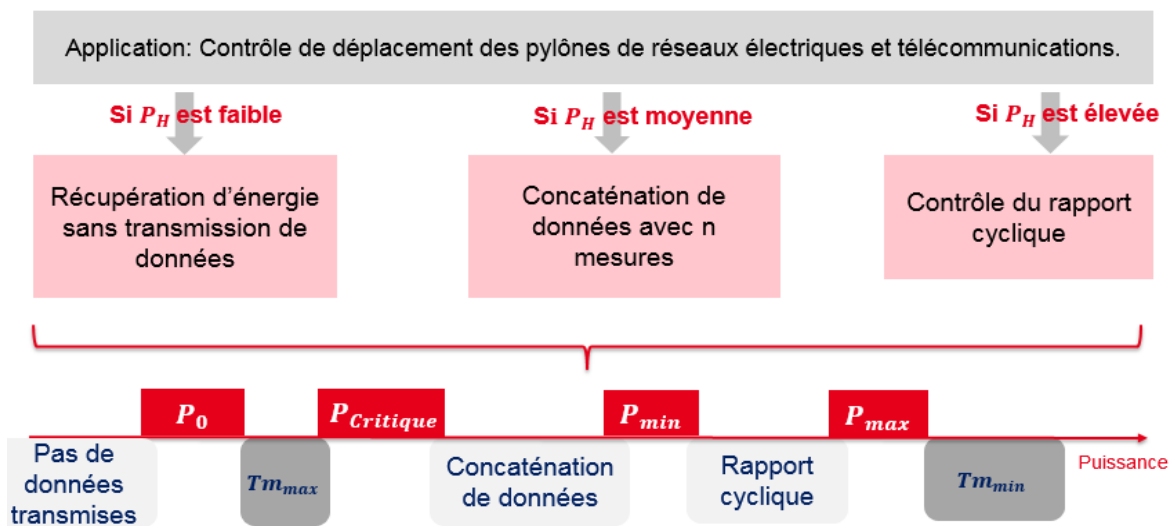 Application: Contrôle de déplacement des pylônes de réseaux électriques et télécommunications.
Si P_H est faible
Si P_H est moyenne
Si P_H est élevée
Récupération d'énergie
sans transmission de
données
Concaténation de
données avec n
mesures
Contrôle du rapport
cyclique
P_0
P_Critique
P_min
P_max
Pas de
données
transmises
Tm_max
Concaténation
de données
Rapport
cyclique
Tm_min
Puissance